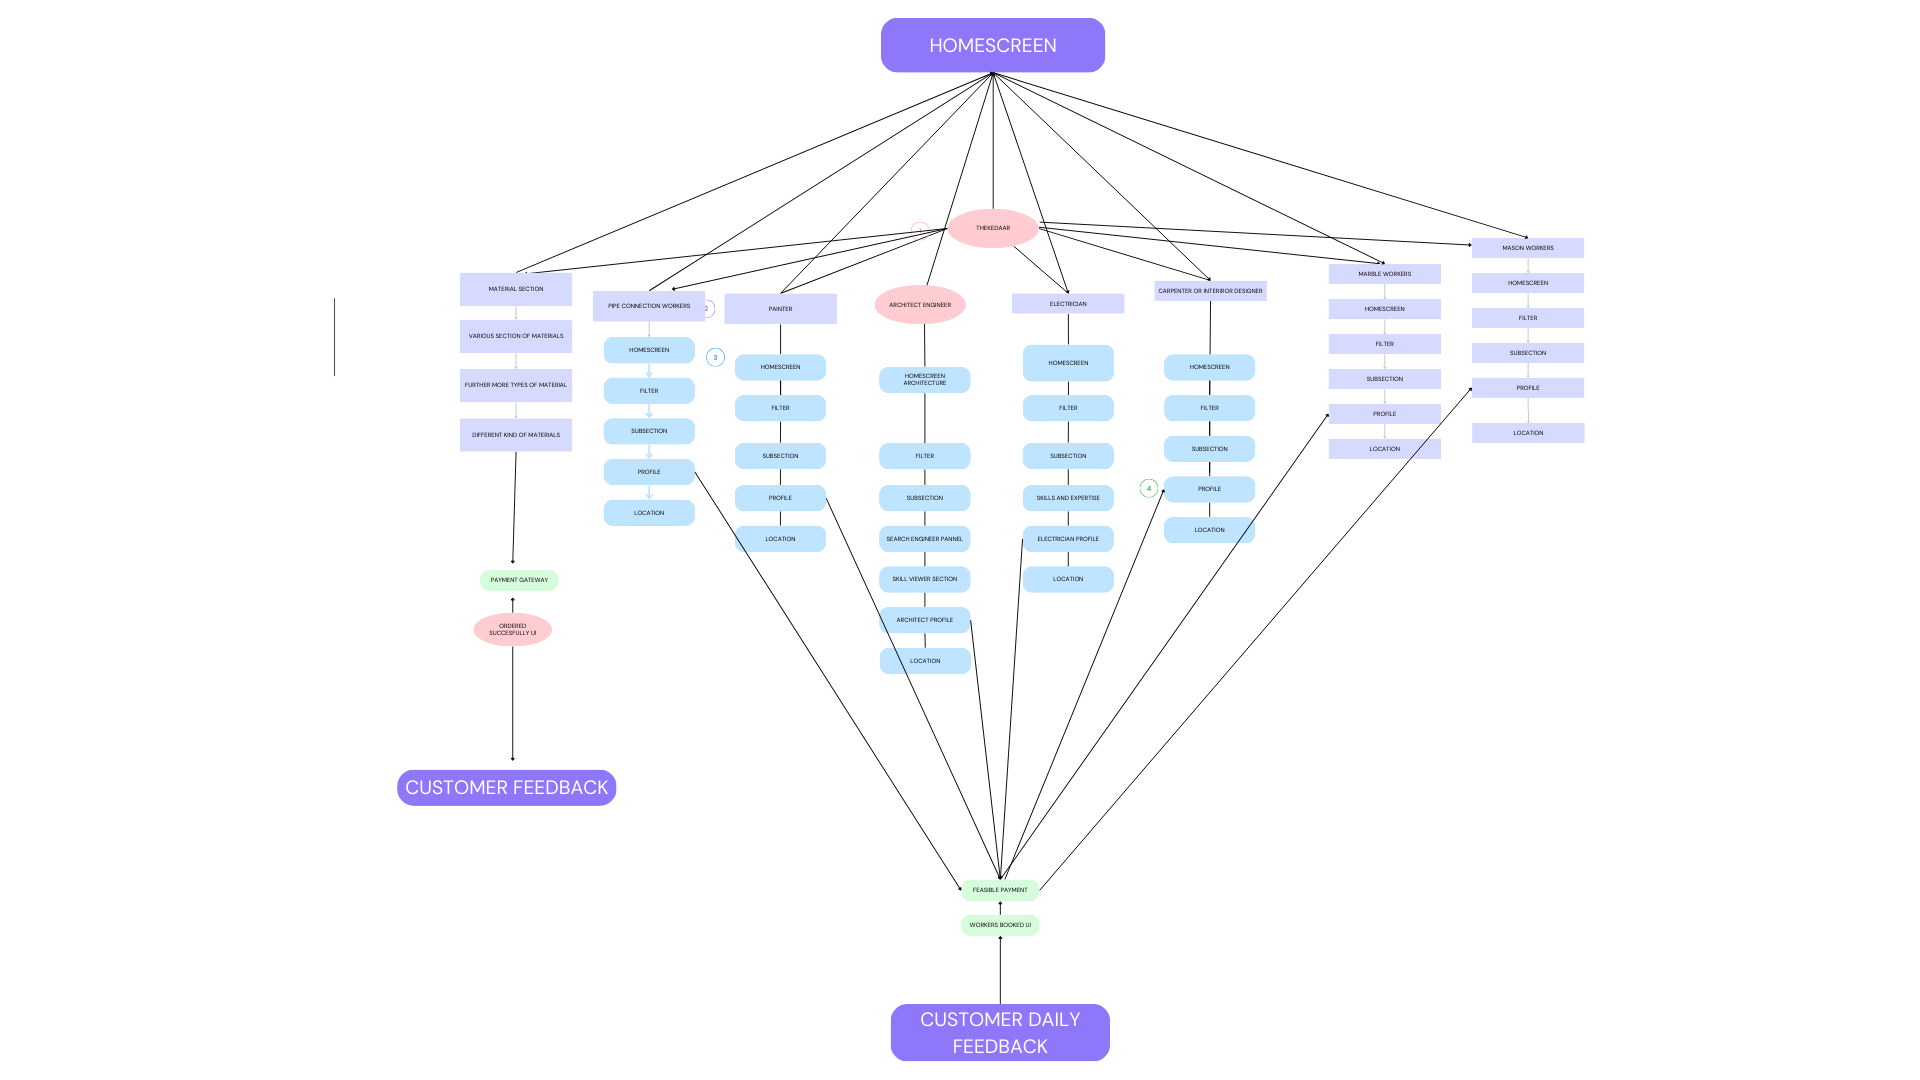 HOMESCREEN
THEKEDAAR
1
MATERIAL SECTION
VARIOUS SECTION OF MATERIALS
FURTHER MORE TYPES OF MATERIAL
DIFFERENT KIND OF MATERIALS
PAYMENT GATEWAY
ORDERED
SUCCESFULLY UI
CUSTOMER FEEDBACK
PIPE CONNECTION WORKERS
2
HOMESCREEN
3
FILTER
SUBSECTION
PROFILE
LOCATION
PAINTER
HOMESCREEN
FILTER
SUBSECTION
PROFILE
LOCATION
ARCHITECT ENGINEER
HOMESCREEN
ARCHITECTURE
FILTER
SUBSECTION
SEARCH ENGINEER PANNEL
SKILL VIEWER SECTION
ARCHITECT PROFILE
LOCATION
ELECTRICIAN
HOMESCREEN
FILTER
SUBSECTION
SKILLS AND EXPERTISE
ELECTRICIAN PROFILE
LOCATION
CARPENTER OR INTERIROR DESIGNER
HOMESCREEN
FILTER
SUBSECTION
4
PROFILE
LOCATION
MARBLE WORKERS
HOMESCREEN
FILTER
SUBSECTION
PROFILE
LOCATION
MASON WORKERS
HOMESCREEN
FILTER
SUBSECTION
PROFILE
LOCATION
FEASIBLE PAYMENT
WORKERS BOOKED UI
CUSTOMER DAILY
FEEDBACK